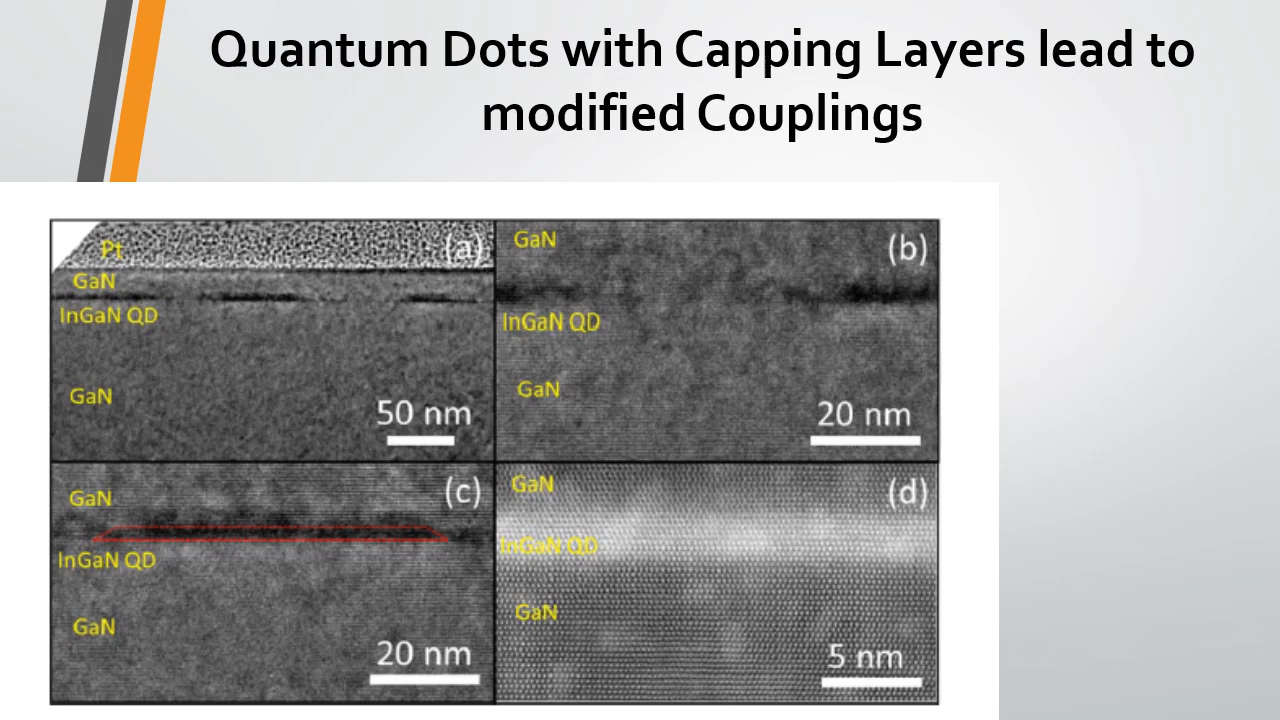 Quantum Dots with Capping Layers lead to
modified Couplings
Pt
(a)
GaN
InGaN QD
GaN
50 nm
GaN
(b)
InGaN QD
GaN
20 nm
GaN
(c)
InGaN QD
GaN
20 nm
GaN
(d)
InGaN QD
GaN
5 nm